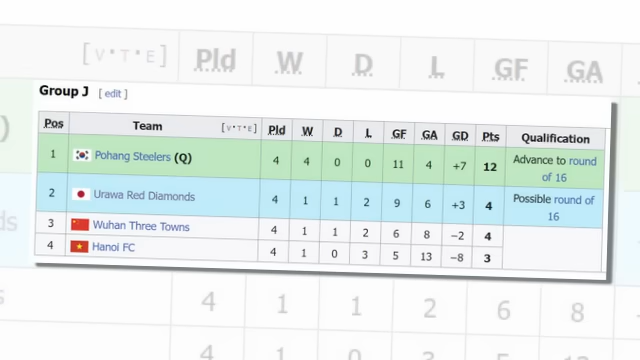 [V·T·E] Pld W D L GF GA
Group J [edit]
Pos Team [V·T·E] Pld W D L GF GA GD Pts Qualification
1 Pohang Steelers (Q) 4 4 0 0 11 4 +7 12 Advance to round of 16
2 Urawa Red Diamonds 4 1 1 2 9 6 +3 4 Possible round of 16
3 Wuhan Three Towns 4 1 1 2 6 8 −2 4
4 Hanoi FC 4 1 0 3 5 13 −8 3
4 1 1 2 6 8